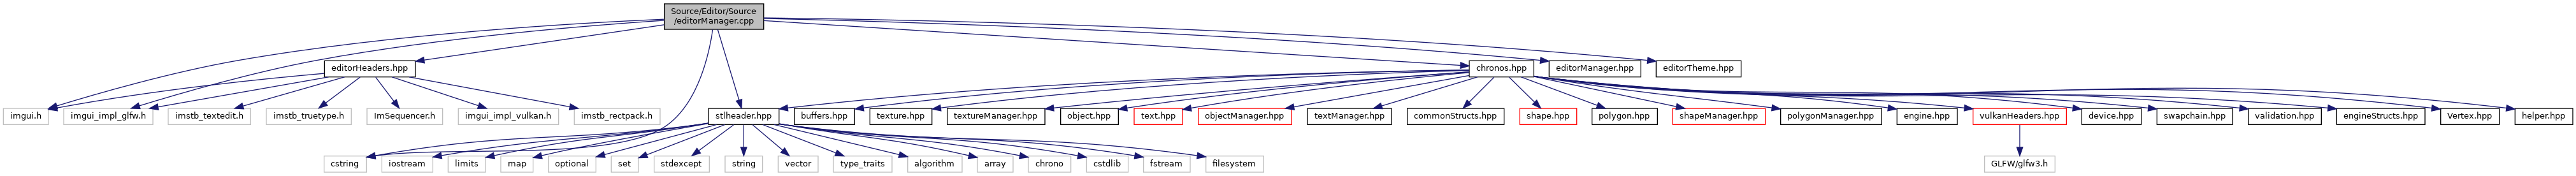 Source/Editor/Source
/editorManager.cpp
editorHeaders.hpp
chronos.hpp
editorManager.hpp
editorTheme.hpp
imgui.h
imgui_impl_glfw.h
imstb_textedit.h
imstb_truetype.h
ImSequencer.h
imgui_impl_vulkan.h
imstb_rectpack.h
stlheader.hpp
buffers.hpp
texture.hpp
textureManager.hpp
object.hpp
text.hpp
objectManager.hpp
textManager.hpp
commonStructs.hpp
shape.hpp
polygon.hpp
shapeManager.hpp
polygonManager.hpp
engine.hpp
vulkanHeaders.hpp
device.hpp
swapchain.hpp
validation.hpp
engineStructs.hpp
Vertex.hpp
helper.hpp
cstring
iostream
limits
map
optional
set
stdexcept
string
vector
type_traits
algorithm
array
chrono
cstdlib
fstream
filesystem
GLFW/glfw3.h